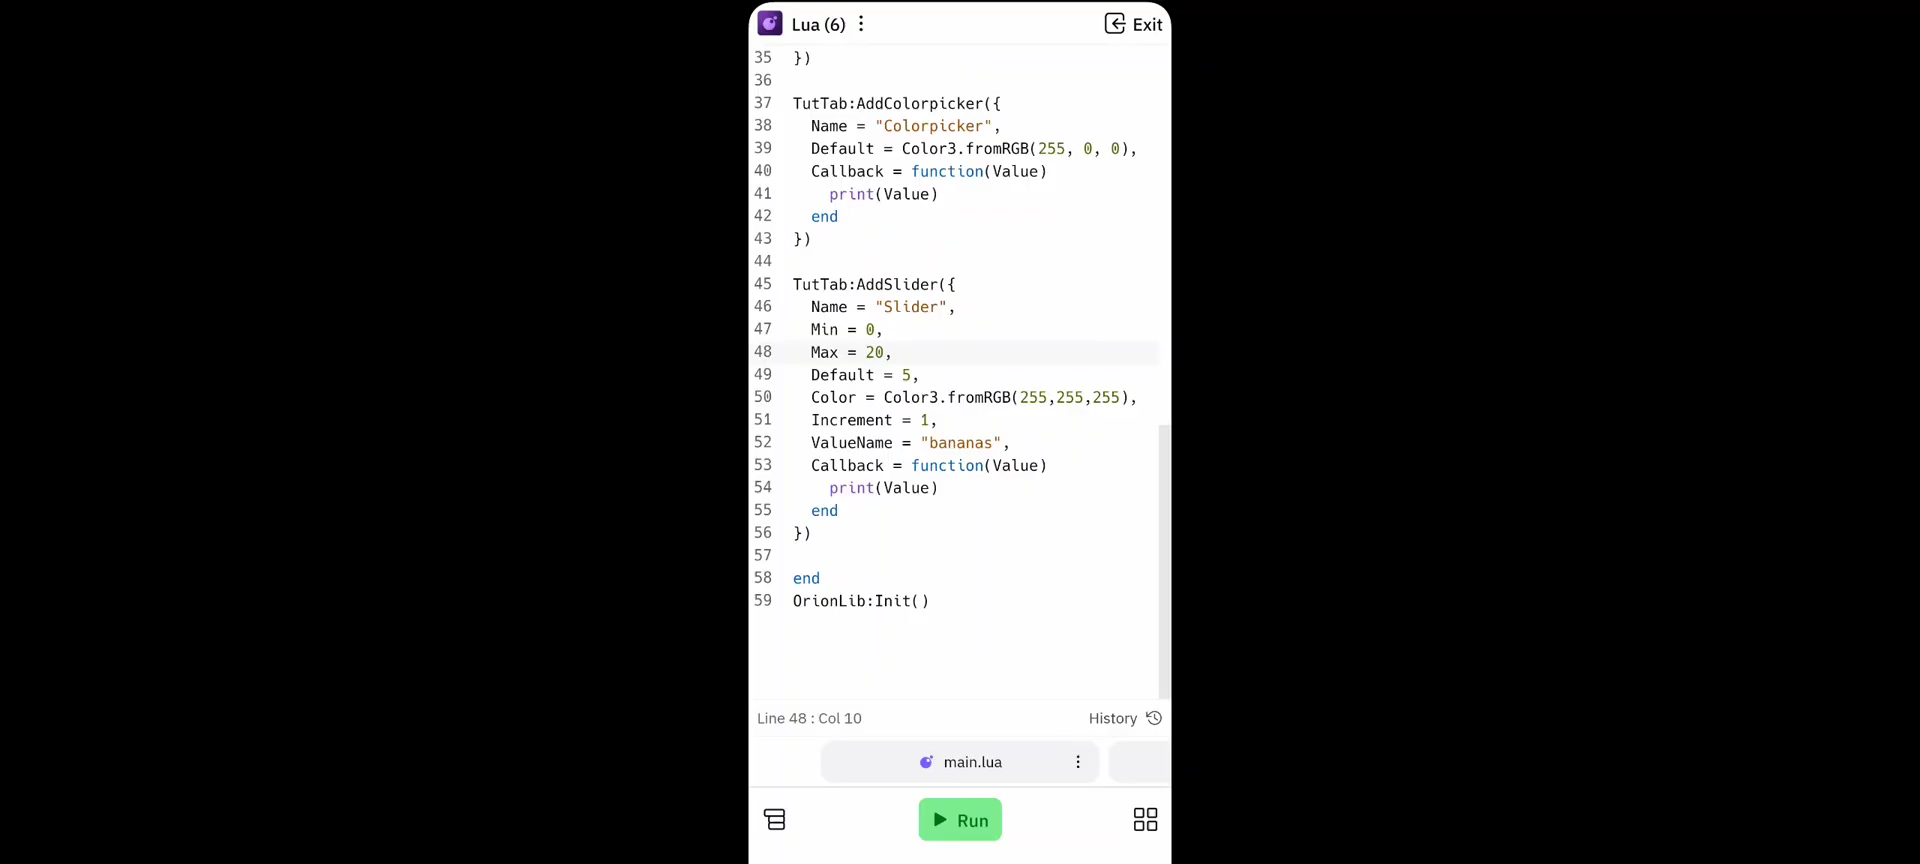 Lua (6)
Exit
35 })
36
37 TutTab:AddColorpicker({
38 Name = "Colorpicker",
39 Default = Color3.fromRGB(255, 0, 0),
40 Callback = function(Value)
41 print(Value)
42 end
43 })
44
45 TutTab:AddSlider({
46 Name = "Slider",
47 Min = 0,
48 Max = 20,
49 Default = 5,
50 Color = Color3.fromRGB(255,255,255),
51 Increment = 1,
52 ValueName = "bananas",
53 Callback = function(Value)
54 print(Value)
55 end
56 })
57
58 end
59 OrionLib:Init()
Line 48 : Col 10
History
main.lua
Run